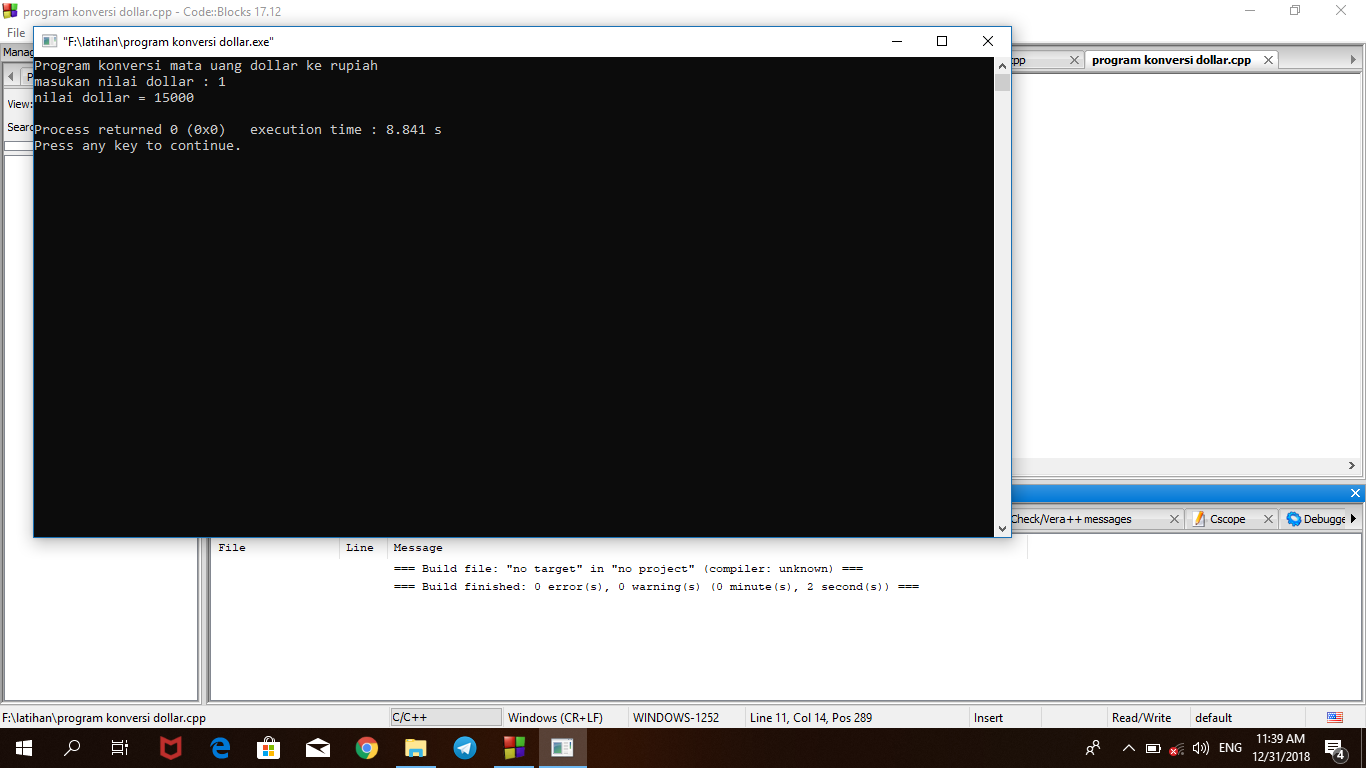 program konversi dollar.cpp - Code::Blocks 17.12
File
"F:\latihan\program konversi dollar.exe"
Manag
cpp
program konversi dollar.cpp
P
View:
Searc
Program konversi mata uang dollar ke rupiah
masukan nilai dollar : 1
nilai dollar = 15000
Process returned 0 (0x0)   execution time : 8.841 s
Press any key to continue.
Check/Vera++ messages
Cscope
Debugge
File Line Message
=== Build file: "no target" in "no project" (compiler: unknown) ===
=== Build finished: 0 error(s), 0 warning(s) (0 minute(s), 2 second(s)) ===
F:\latihan\program konversi dollar.cpp
C/C++
Windows (CR+LF)
WINDOWS-1252
Line 11, Col 14, Pos 289
Insert
Read/Write
default
ENG
11:39 AM
12/31/2018
4